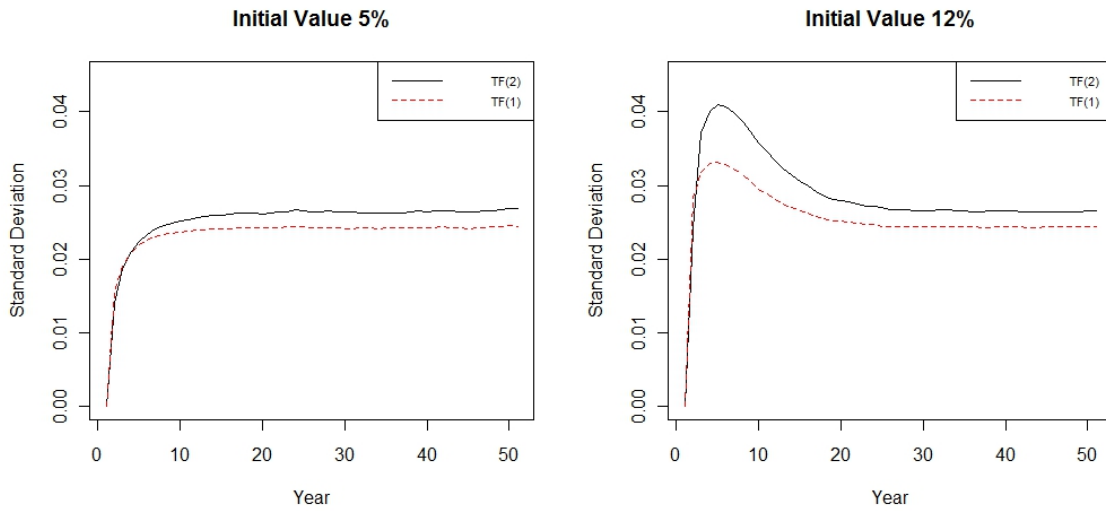 Initial Value 5%
TF(2)
TF(1)
Standard Deviation
0.04
0.03
0.02
0.01
0.00
0 10 20 30 40 50
Year
Initial Value 12%
TF(2)
TF(1)
Standard Deviation
0.04
0.03
0.02
0.01
0.00
0 10 20 30 40 50
Year